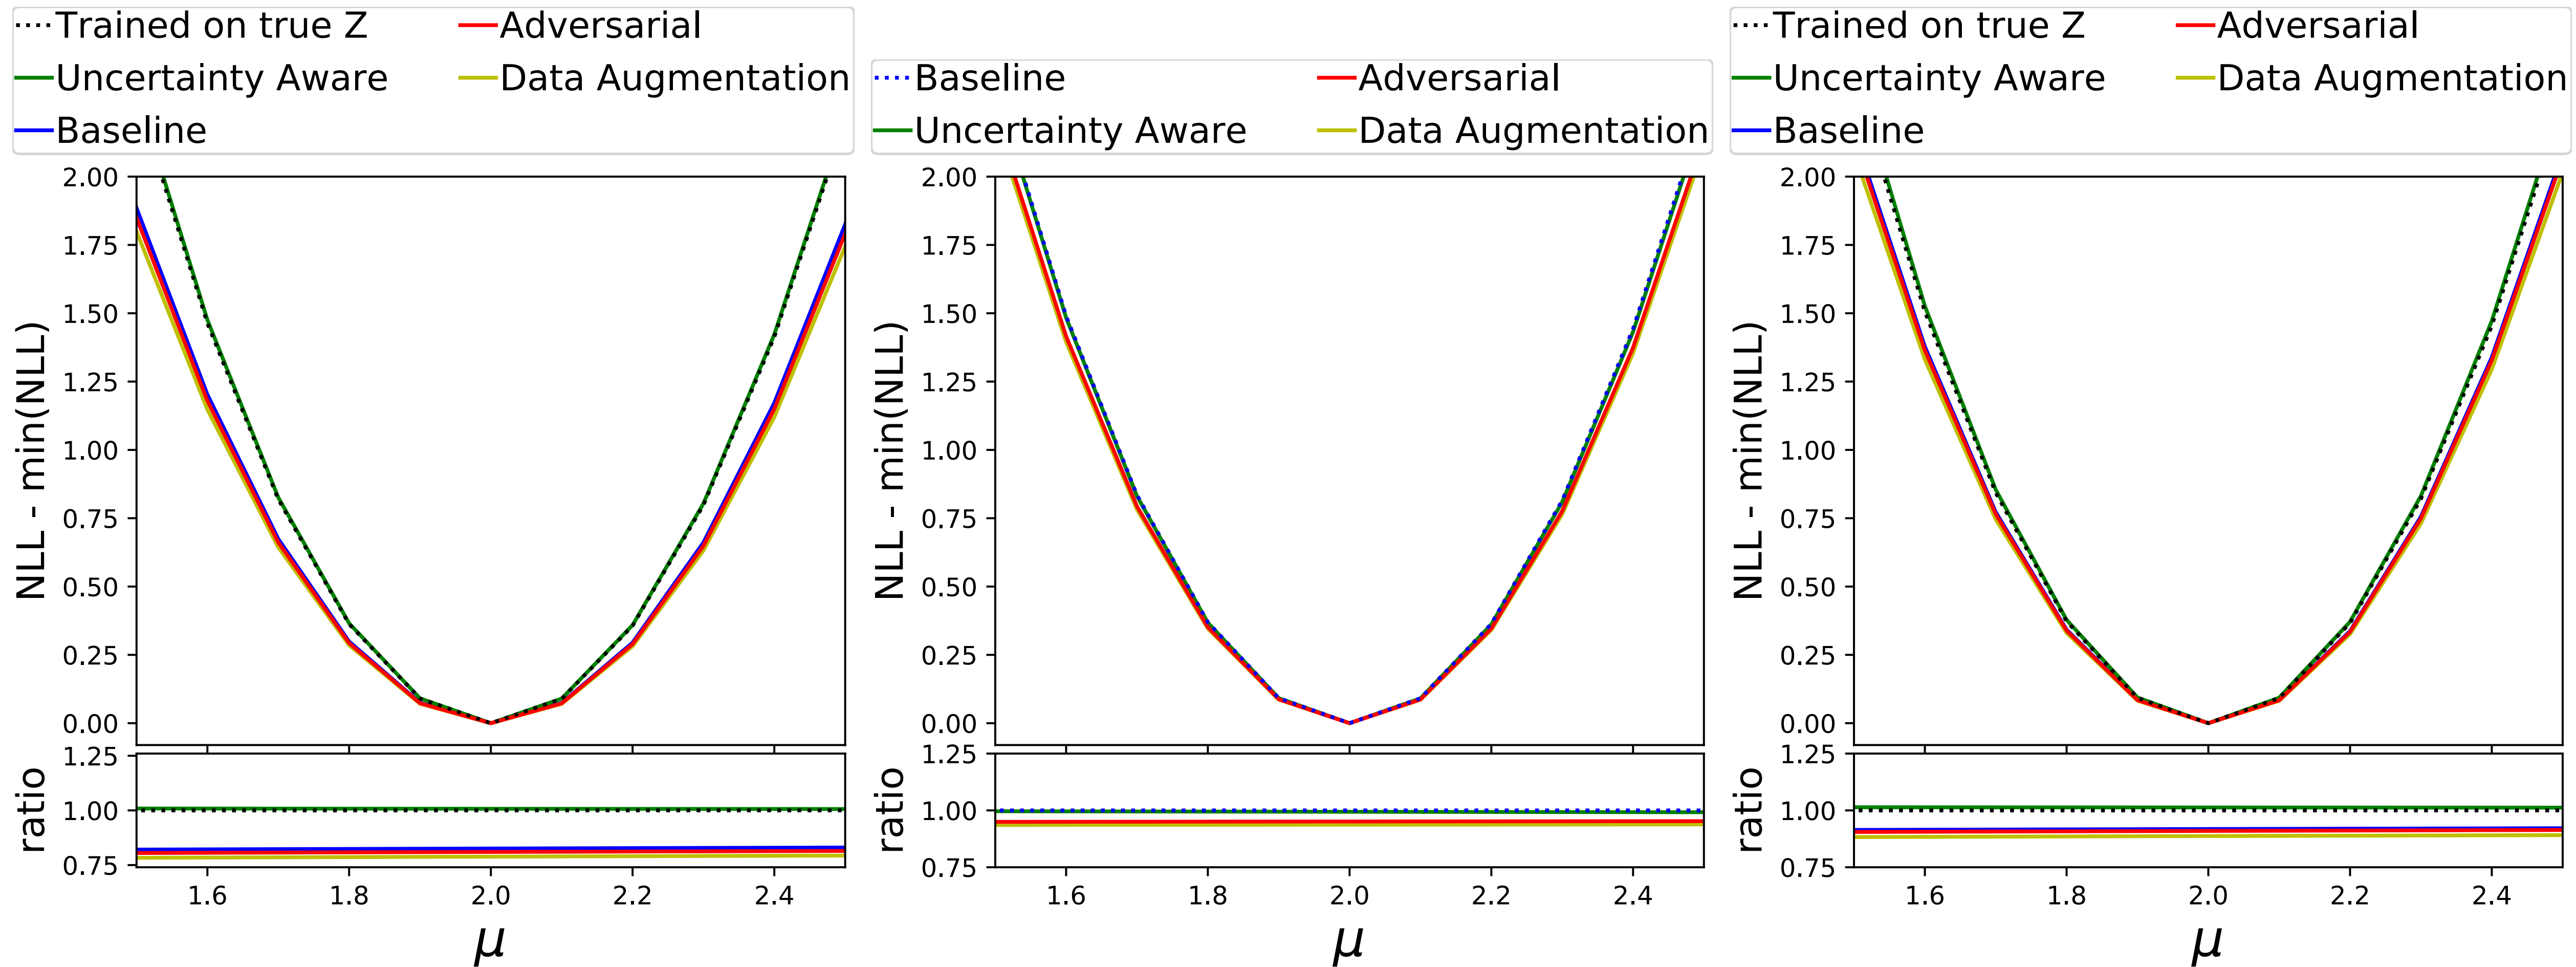 Trained on true Z
Adversarial
Uncertainty Aware
Data Augmentation
Baseline
2.00
1.75
1.50
1.25
1.00
0.75
0.50
0.25
0.00
NLL - min(NLL)
1.25
1.00
0.75
ratio
1.6 1.8 2.0 2.2 2.4
μ
Baseline
Adversarial
Uncertainty Aware
Data Augmentation
2.00
1.75
1.50
1.25
1.00
0.75
0.50
0.25
0.00
NLL - min(NLL)
1.25
1.00
0.75
ratio
1.6 1.8 2.0 2.2 2.4
μ
Trained on true Z
Adversarial
Uncertainty Aware
Data Augmentation
Baseline
2.00
1.75
1.50
1.25
1.00
0.75
0.50
0.25
0.00
NLL - min(NLL)
1.25
1.00
0.75
ratio
1.6 1.8 2.0 2.2 2.4
μ